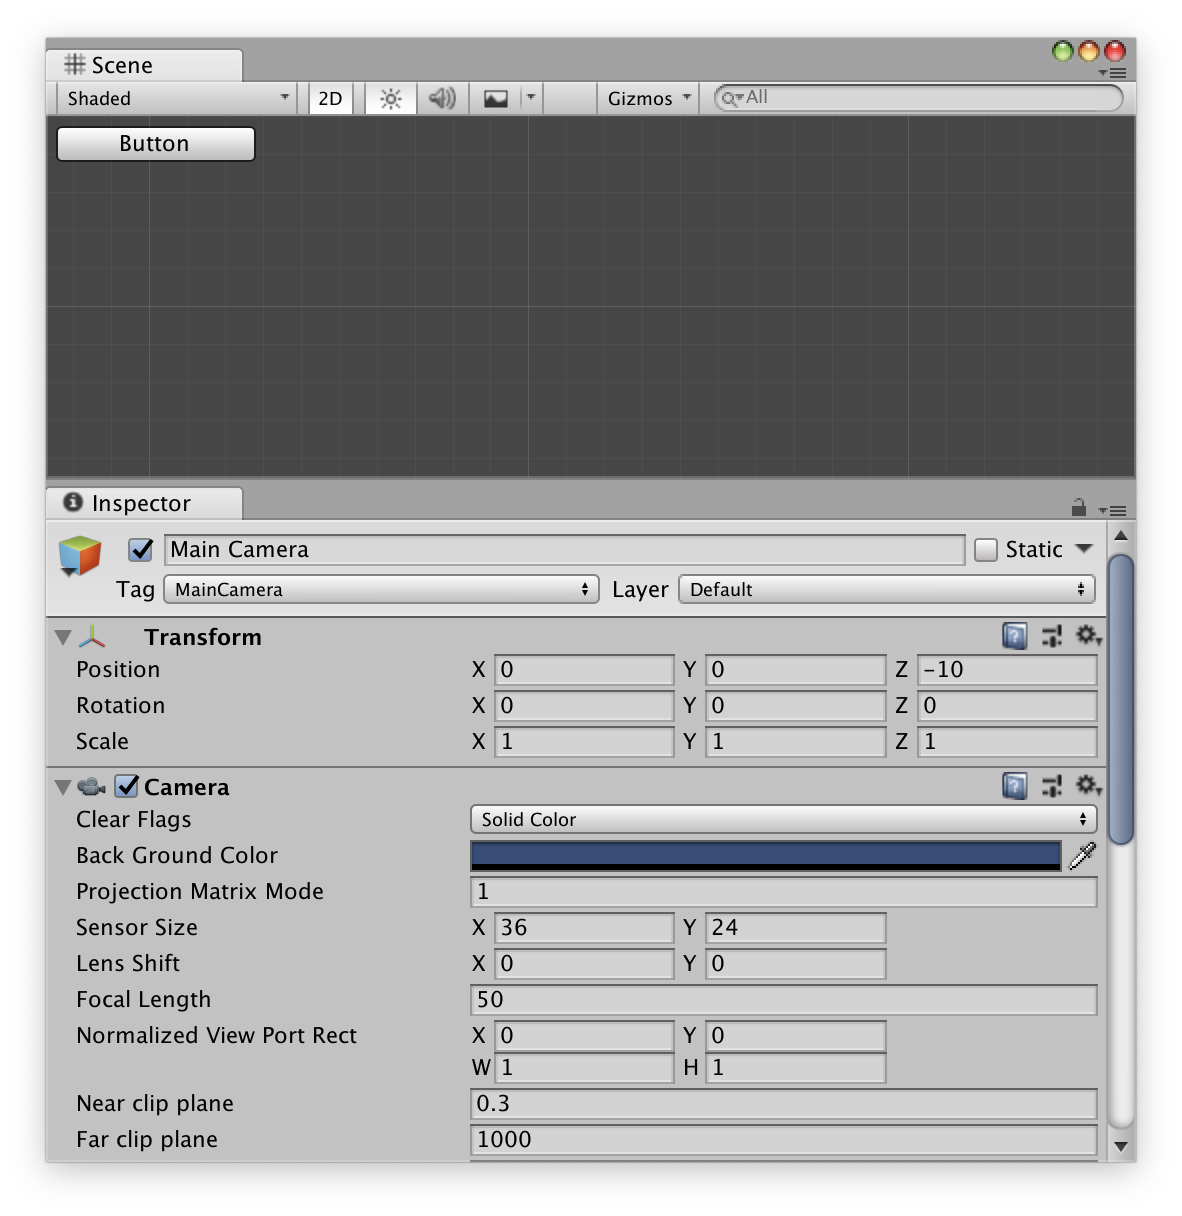 Scene
Shaded 2D Gizmos All
Button
Inspector
Main Camera Static
Tag MainCamera Layer Default
Transform
Position X 0 Y 0 Z -10
Rotation X 0 Y 0 Z 0
Scale X 1 Y 1 Z 1
Camera
Clear Flags Solid Color
Back Ground Color
Projection Matrix Mode 1
Sensor Size X 36 Y 24
Lens Shift X 0 Y 0
Focal Length 50
Normalized View Port Rect X 0 Y 0
W 1 H 1
Near clip plane 0.3
Far clip plane 1000